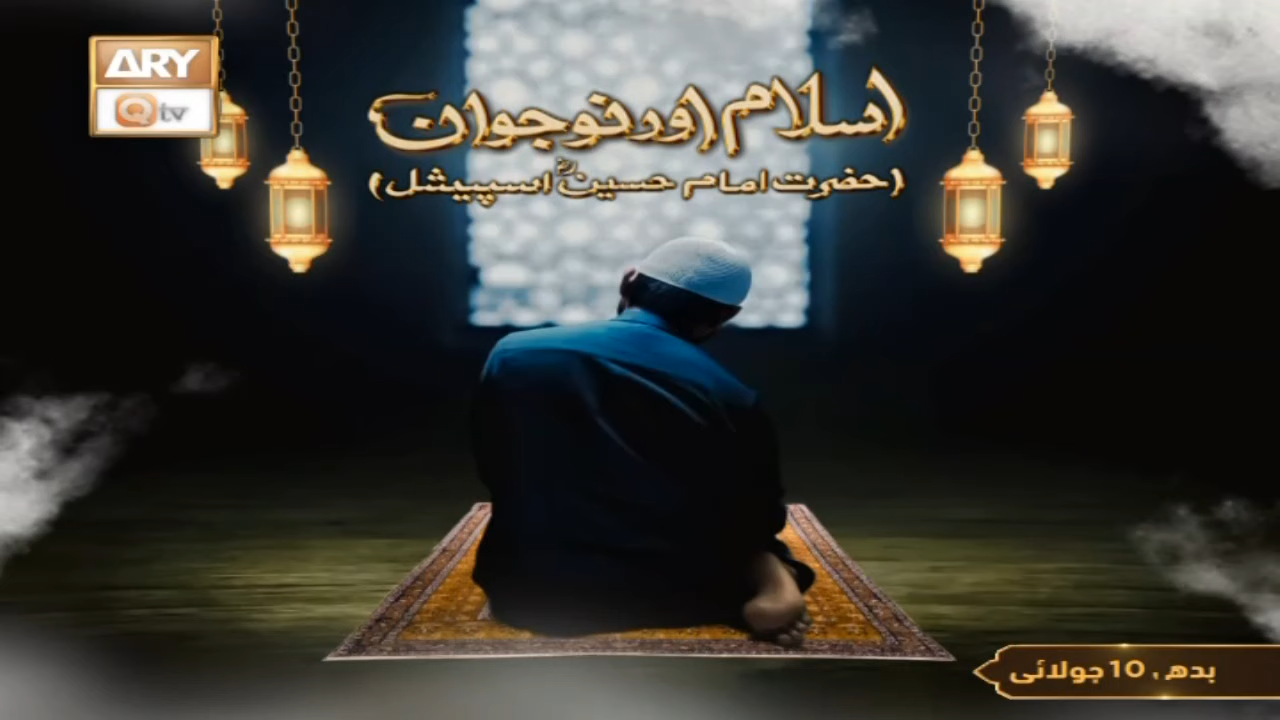 ARY
Qtv
اسلام اور نوجوان
(حضرت امام حسینؓ اسپیشل)
بدھ، 10 جولائی